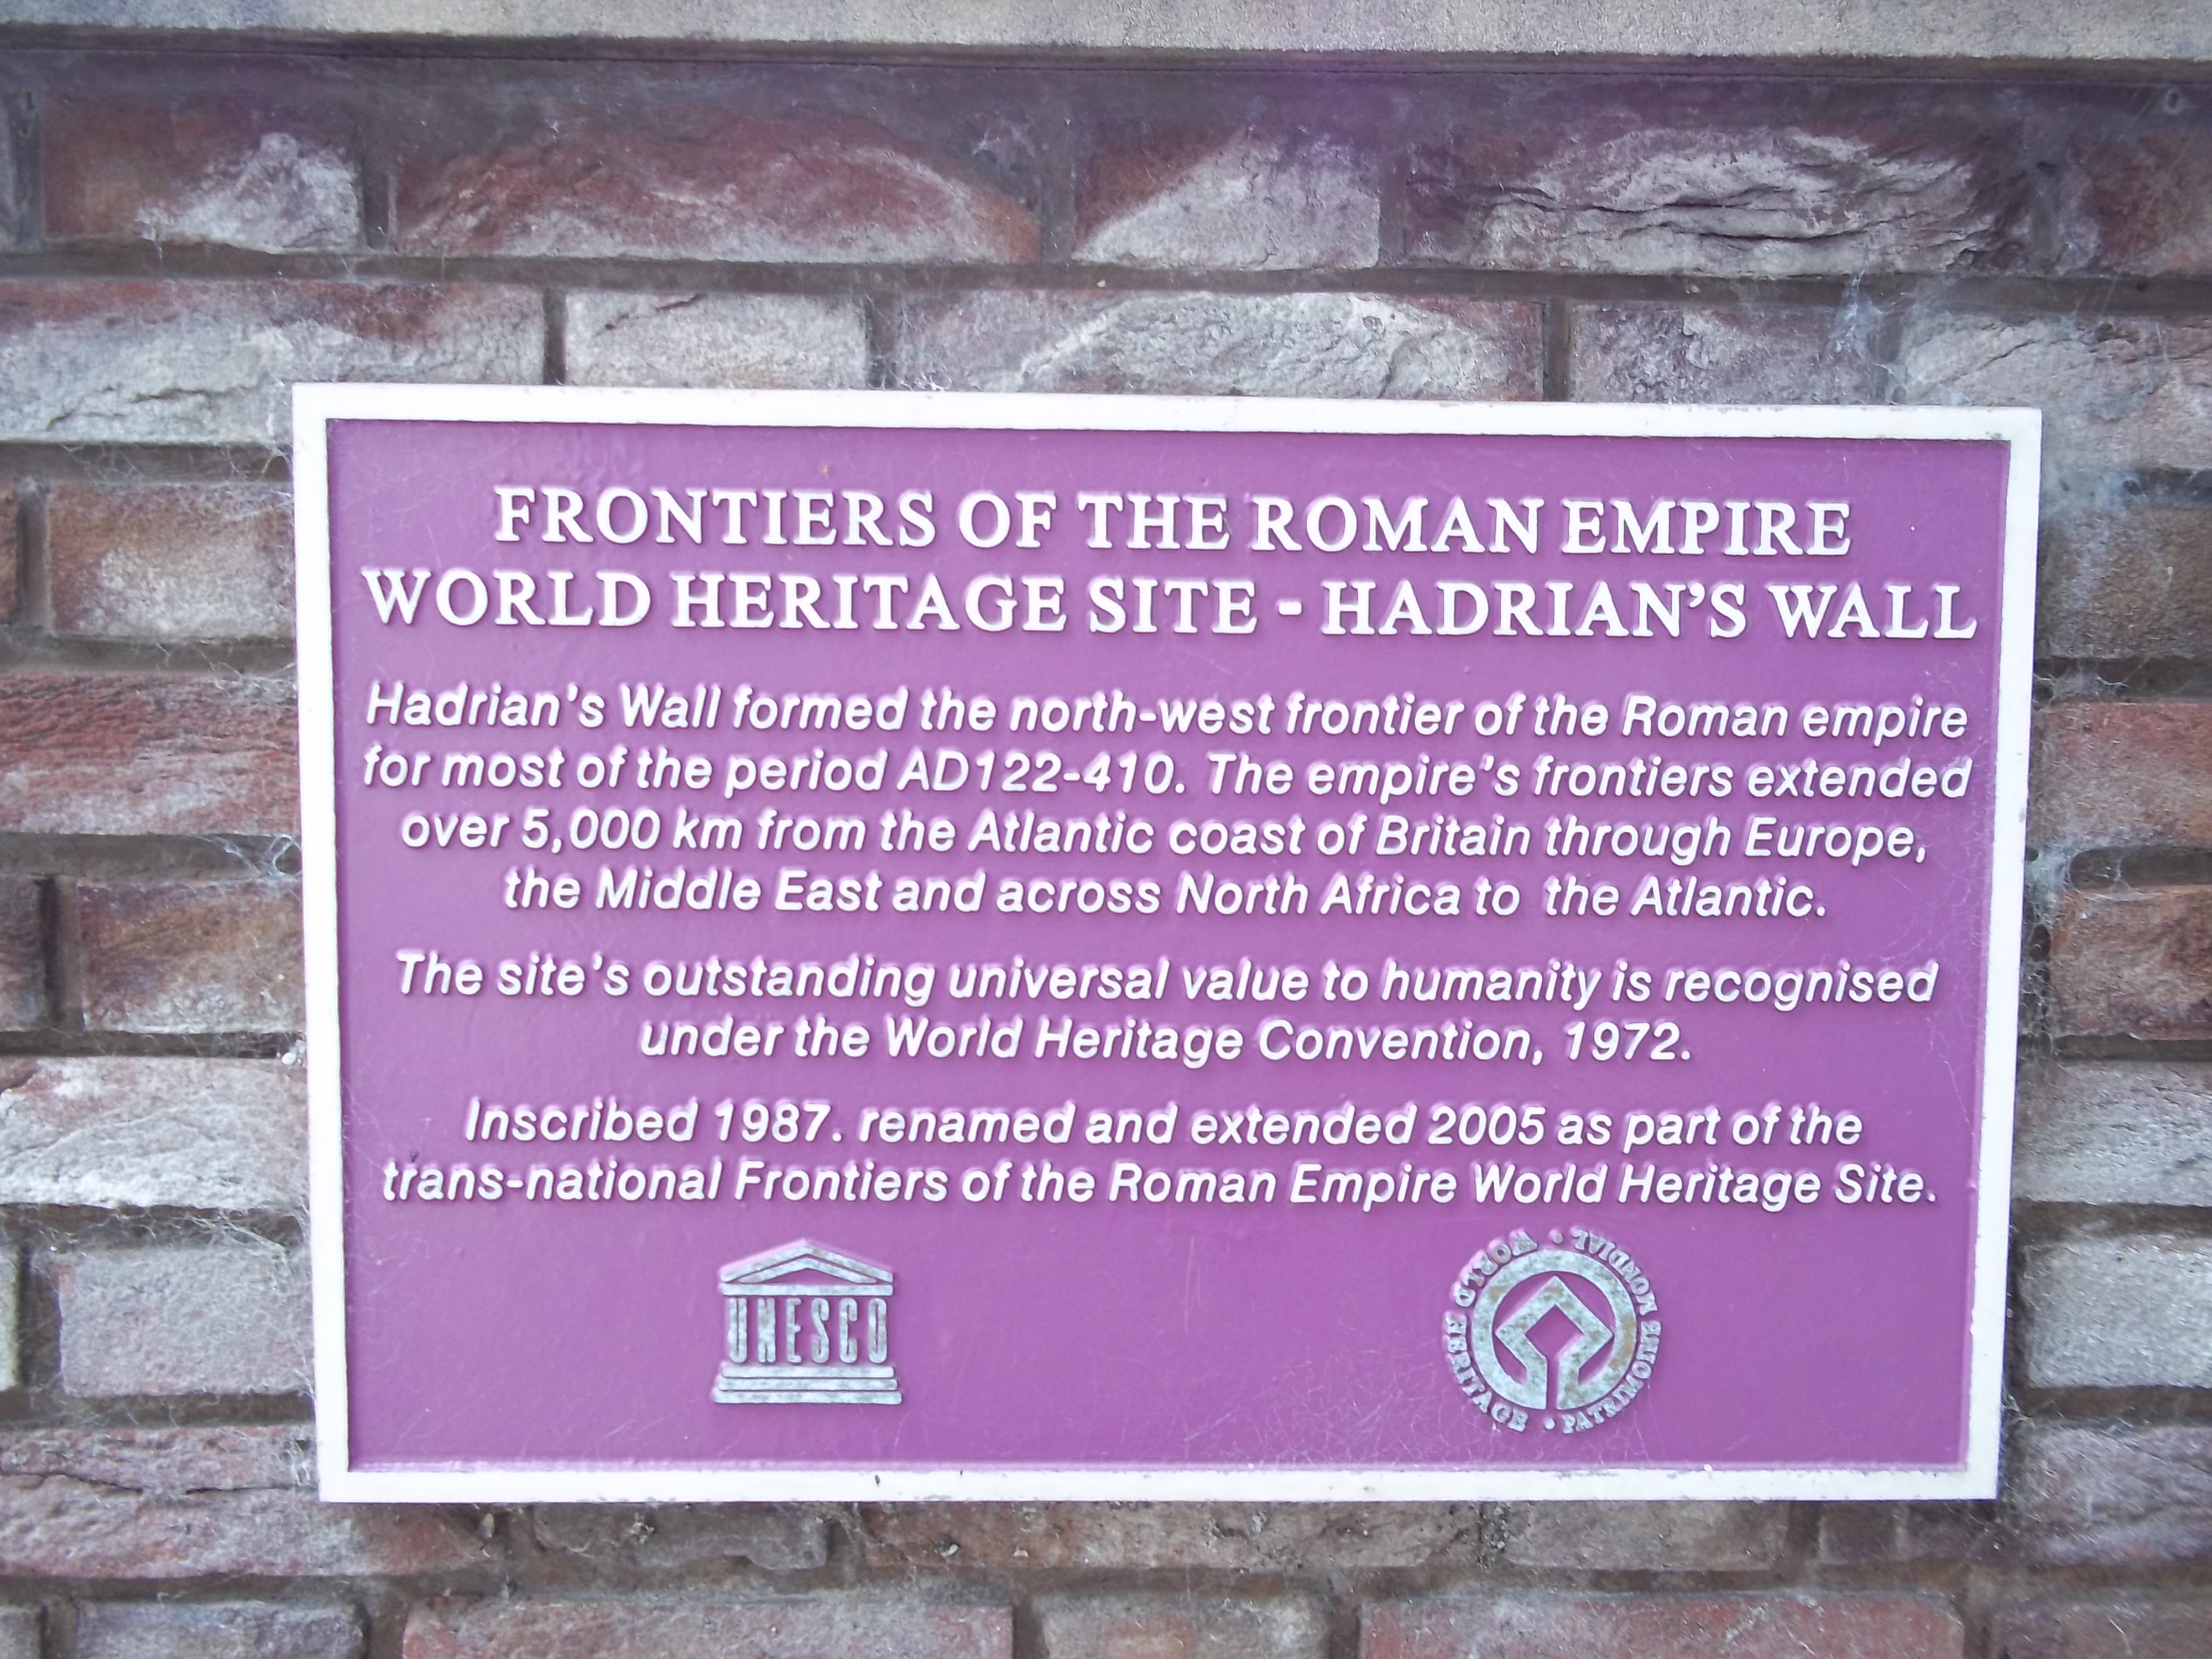 FRONTIERS OF THE ROMAN EMPIRE
WORLD HERITAGE SITE - HADRIAN'S WALL
Hadrian's Wall formed the north-west frontier of the Roman empire
for most of the period AD122-410. The empire's frontiers extended
over 5,000 km from the Atlantic coast of Britain through Europe,
the Middle East and across North Africa to the Atlantic.
The site's outstanding universal value to humanity is recognised
under the World Heritage Convention, 1972.
Inscribed 1987. renamed and extended 2005 as part of the
trans-national Frontiers of the Roman Empire World Heritage Site.
UNESCO
WORLD HERITAGE • PATRIMOINE MONDIAL •